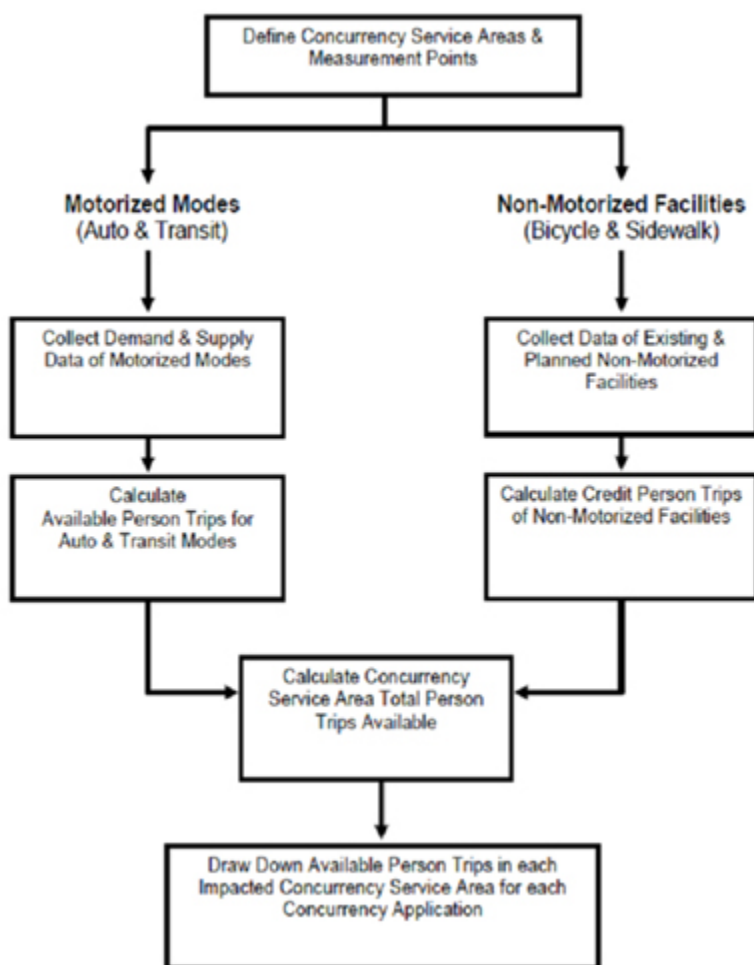 Define Concurrency Service Areas &
Measurement Points
Motorized Modes
(Auto & Transit)
Non-Motorized Facilities
(Bicycle & Sidewalk)
Collect Demand & Supply
Data of Motorized Modes
Collect Data of Existing &
Planned Non-Motorized
Facilities
Calculate
Available Person Trips for
Auto & Transit Modes
Calculate Credit Person Trips
of Non-Motorized Facilities
Calculate Concurrency
Service Area Total Person
Trips Available
Draw Down Available Person Trips in each
Impacted Concurrency Service Area for each
Concurrency Application